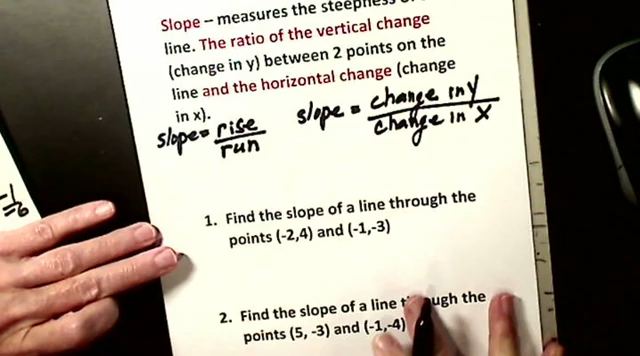 Slope – measures the steepness of
line. The ratio of the vertical change
(change in y) between 2 points on the
line and the horizontal change (change
in x).
slope = rise / run
slope = change in y / change in x
1. Find the slope of a line through the
points (-2,4) and (-1,-3)
2. Find the slope of a line through the
points (5, -3) and (-1,-4)